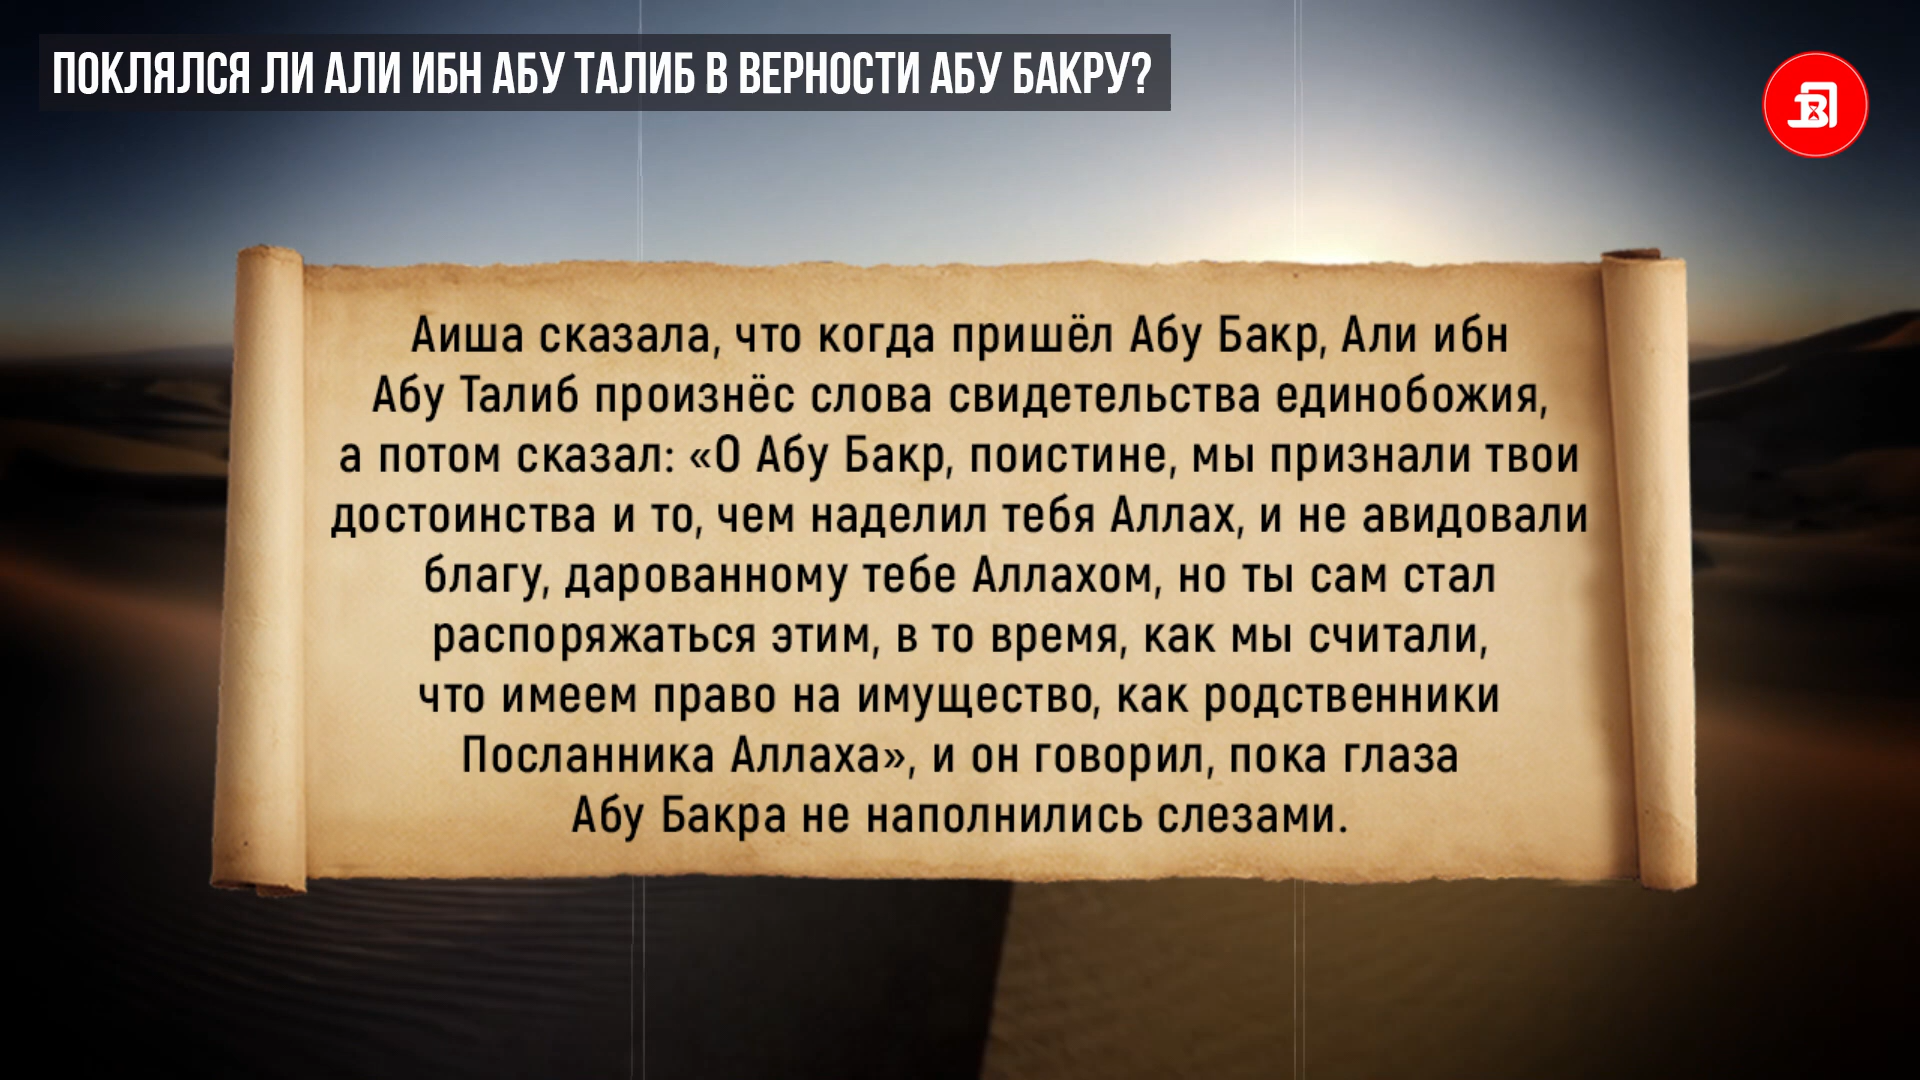 ПОКЛЯЛСЯ ЛИ АЛИ ИБН АБУ ТАЛИБ В ВЕРНОСТИ АБУ БАКРУ?
Аиша сказала, что когда пришёл Абу Бакр, Али ибн
Абу Талиб произнёс слова свидетельства единобожия,
а потом сказал: «О Абу Бакр, поистине, мы признали твои
достоинства и то, чем наделил тебя Аллах, и не авидовали
благу, дарованному тебе Аллахом, но ты сам стал
распоряжаться этим, в то время, как мы считали,
что имеем право на имущество, как родственники
Посланника Аллаха», и он говорил, пока глаза
Абу Бакра не наполнились слезами.